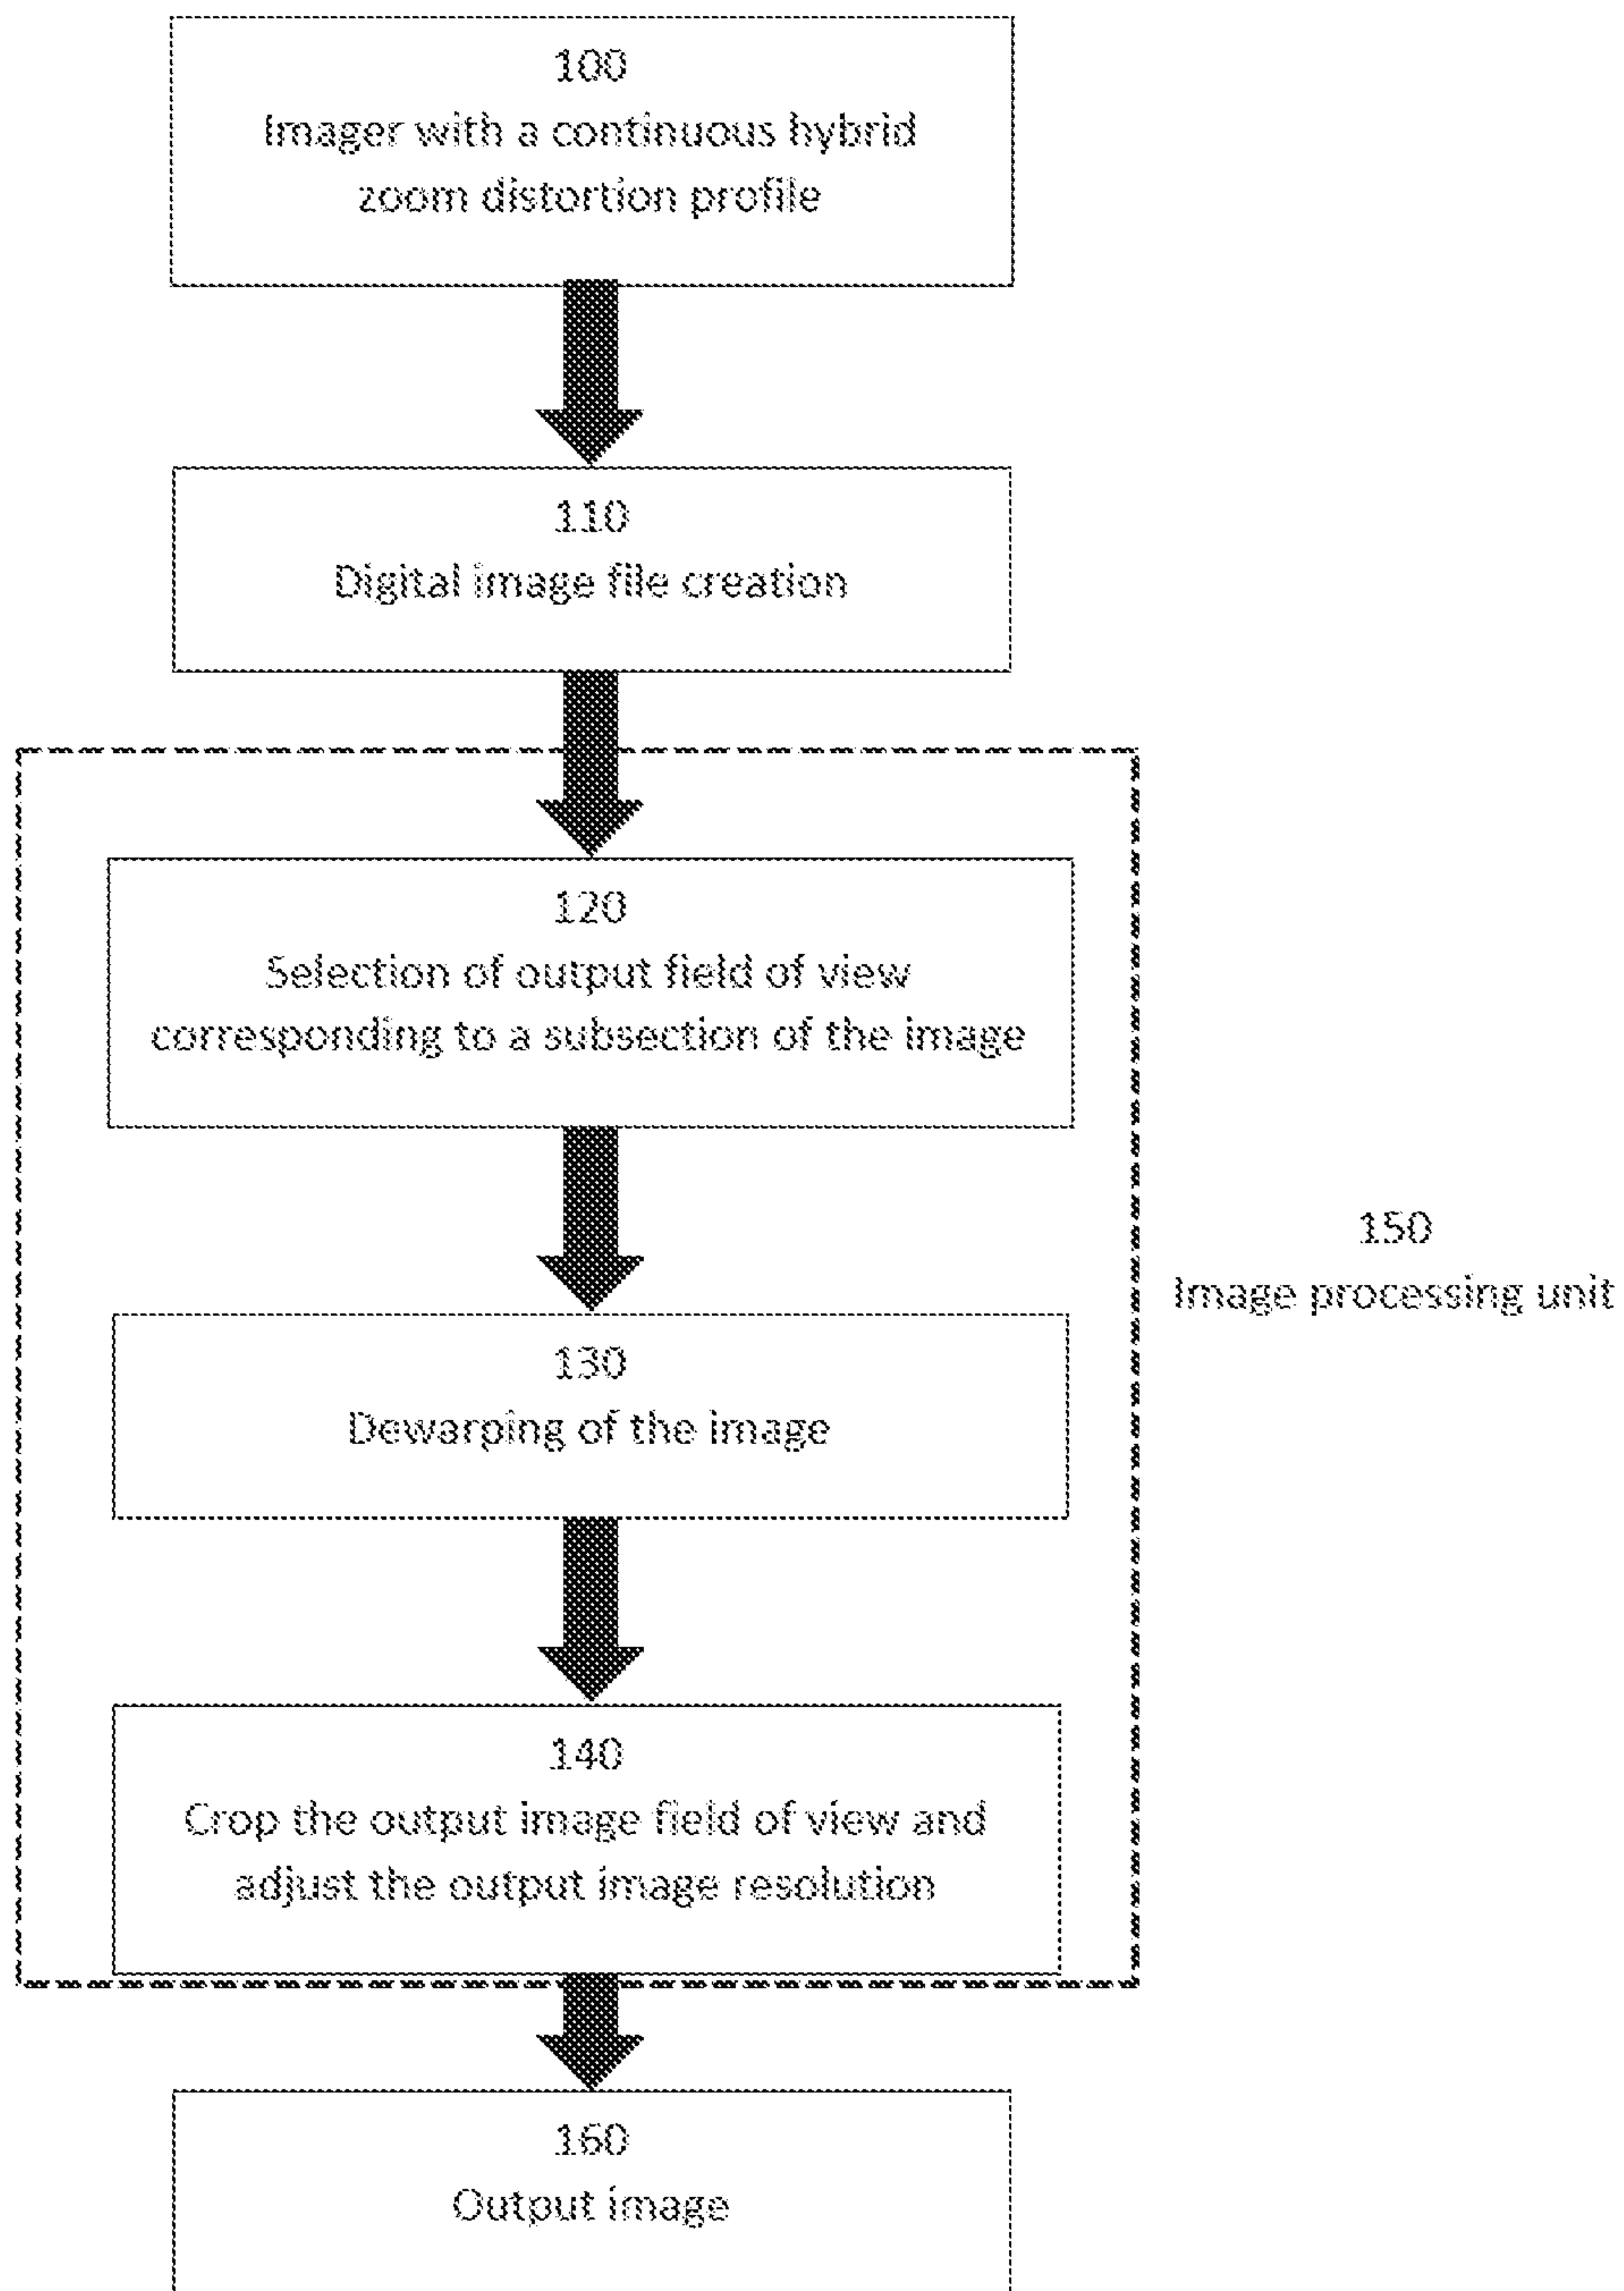 100
Imager with a continuous hybrid
zoom distortion profile
110
Digital image file creation
120
Selection of output field of view
corresponding to a subsection of the image
150
Image processing unit
130
Dewarping of the image
140
Crop the output image field of view and
adjust the output image resolution
160
Output image